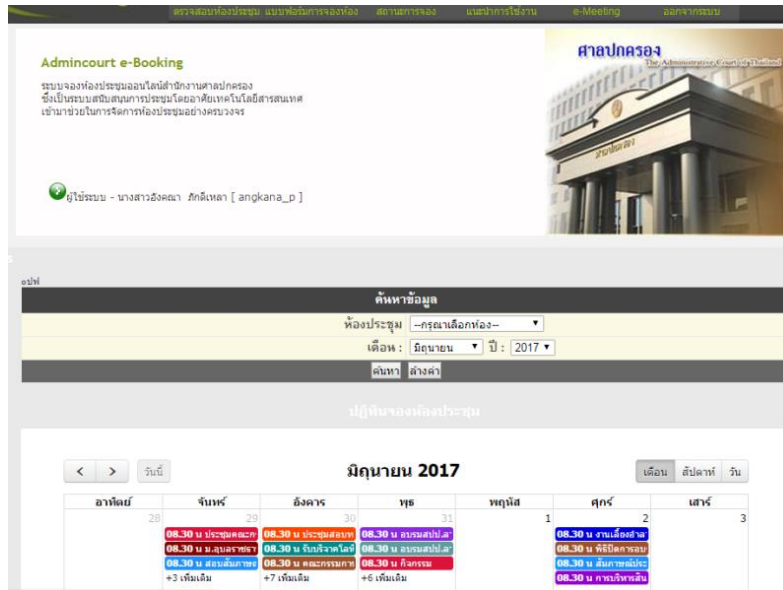 ตรวจสอบห้องประชุม แบบฟอร์มการจองห้อง สถานะการจอง แนะนำการใช้งาน e-Meeting ออกจากระบบ
ศาลปกครอง
The Administrative Court of Thailand
Admincourt e-Booking
ระบบจองห้องประชุมออนไลน์สำนักงานศาลปกครอง
ซึ่งเป็นระบบสนับสนุนการประชุมโดยอาศัยเทคโนโลยีสารสนเทศ
เข้ามาช่วยในการจัดการห้องประชุมอย่างครบวงจร
ศาลปกครอง
ผู้ใช้ระบบ - นางสาวอังคณา ภักดีเหลา [ angkana_p ]
ค้นหาข้อมูล
ห้องประชุม --กรุณาเลือกห้อง--
เดือน : มิถุนายน ปี : 2017
ค้นหา ล้างค่า
ปฏิทินจองห้องประชุม
< > วันนี้ มิถุนายน 2017 เดือน สัปดาห์ วัน
อาทิตย์ จันทร์ อังคาร พุธ พฤหัส ศุกร์ เสาร์
28 29 30 31 1 2 3
08.30 น ประชุมคณะก 08.30 น ประชุมสอบท 08.30 น อบรมสปป.ลา 08.30 น งานเลี้ยงอำลา
08.30 น ม.อุบลราชธา 08.30 น รับบริจาคโลหิ 08.30 น อบรมสปป.ลา 08.30 น พิธีปิดการอบ
08.30 น สอบสัมภาษณ 08.30 น คณะกรรมกา 08.30 น กิจกรรม 08.30 น สัมภาษณ์ประ
+3 เพิ่มเติม +7 เพิ่มเติม +6 เพิ่มเติม 08.30 น การบริหารสิน